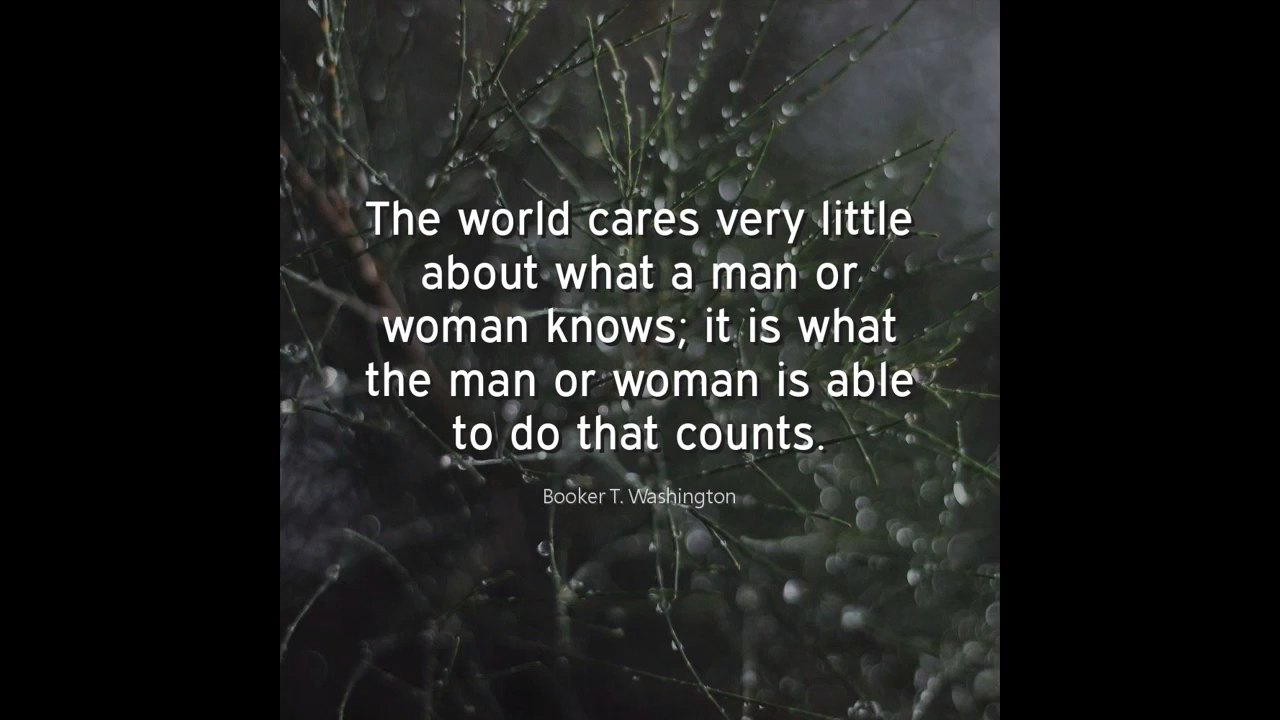 The world cares very little
about what a man or
woman knows; it is what
the man or woman is able
to do that counts.
Booker T. Washington